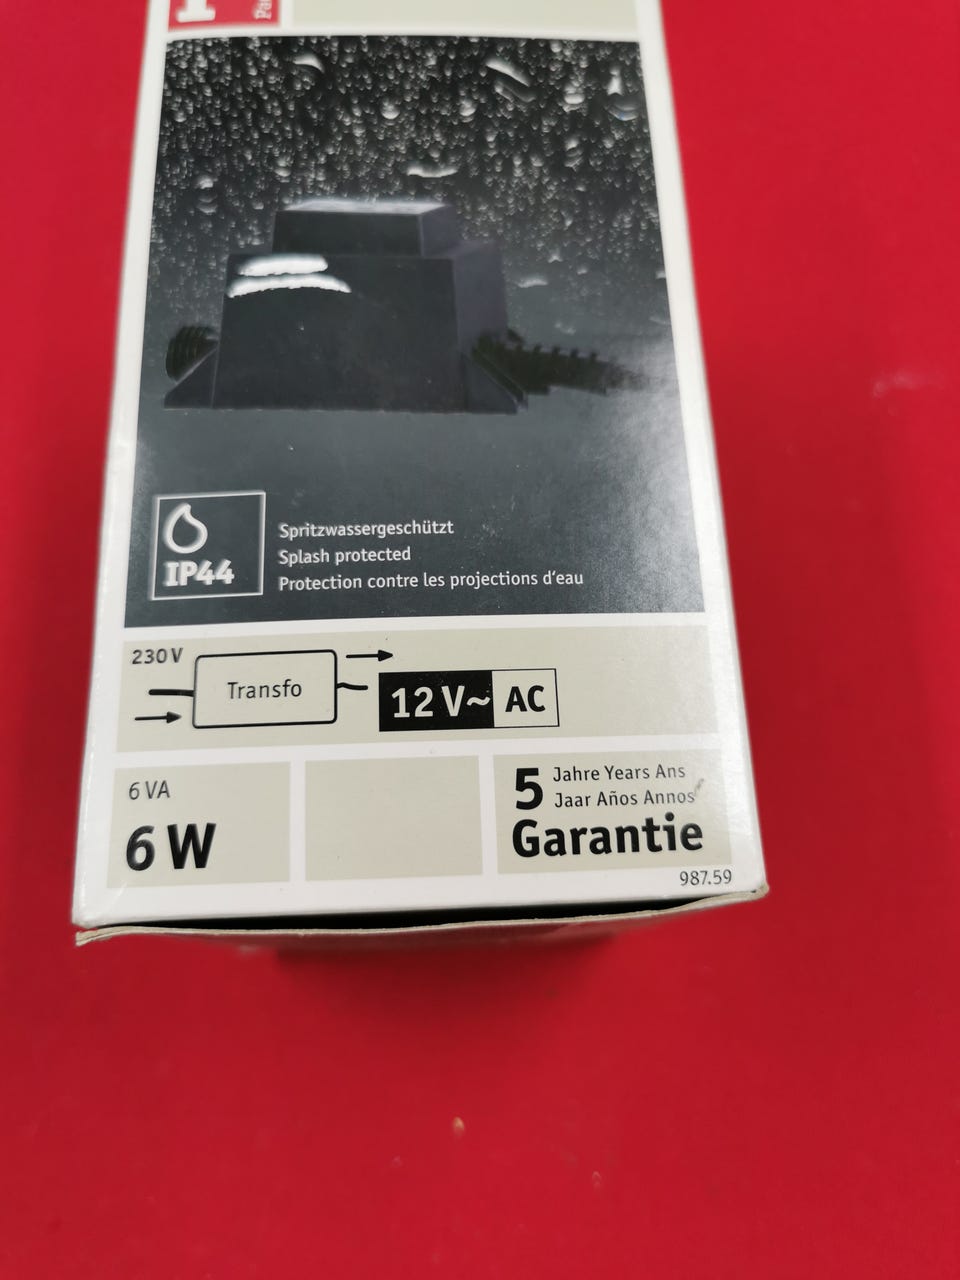 Spritzwassergeschützt
Splash protected
IP44
Protection contre les projections d'eau
230V
Transfo
12 V~ AC
6 VA
6 W
5 Jahre Years Ans
Jaar Años Annos
Garantie
987.59